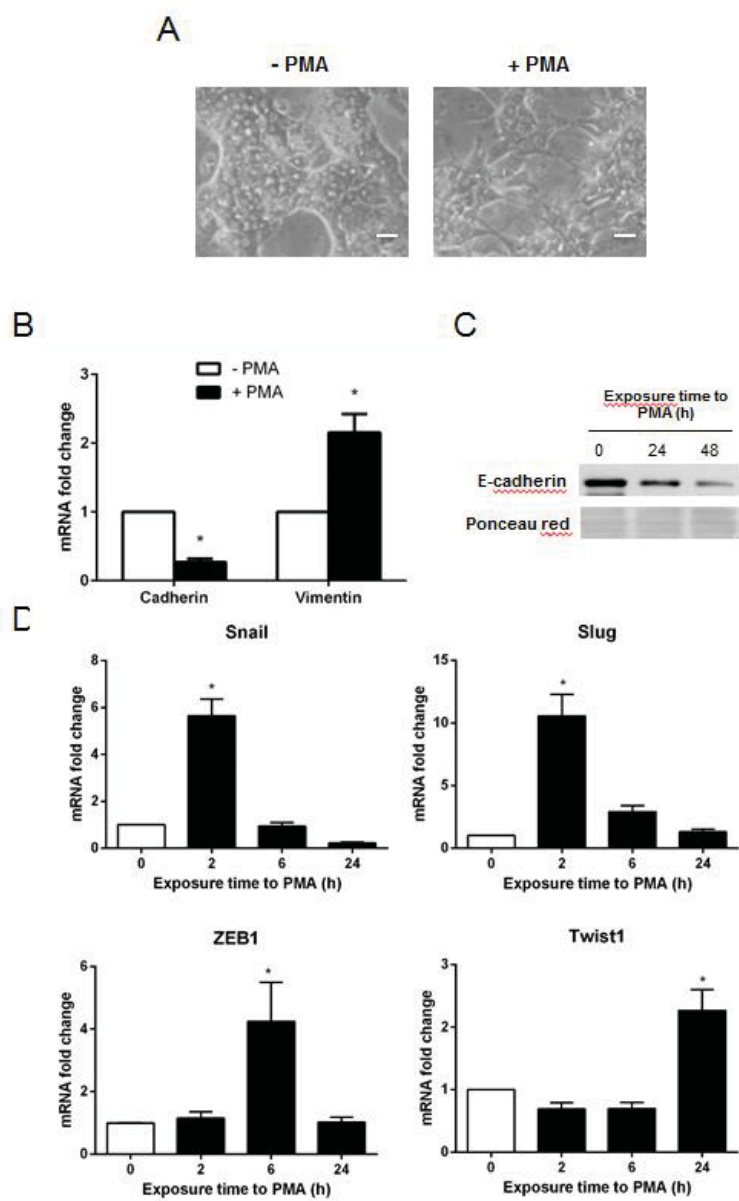 A
- PMA + PMA
B
C
mRNA fold change
3
2
1
0
- PMA
+ PMA
*
*
Cadherin Vimentin
Exposure time to
PMA (h)
0 24 48
E-cadherin
Ponceau red
D
Snail
mRNA fold change
8
6
4
2
0
*
0 2 6 24
Exposure time to PMA (h)
Slug
mRNA fold change
15
10
5
0
*
0 2 6 24
Exposure time to PMA (h)
ZEB1
mRNA fold change
6
4
2
0
*
0 2 6 24
Exposure time to PMA (h)
Twist1
mRNA fold change
3
2
1
0
*
0 2 6 24
Exposure time to PMA (h)